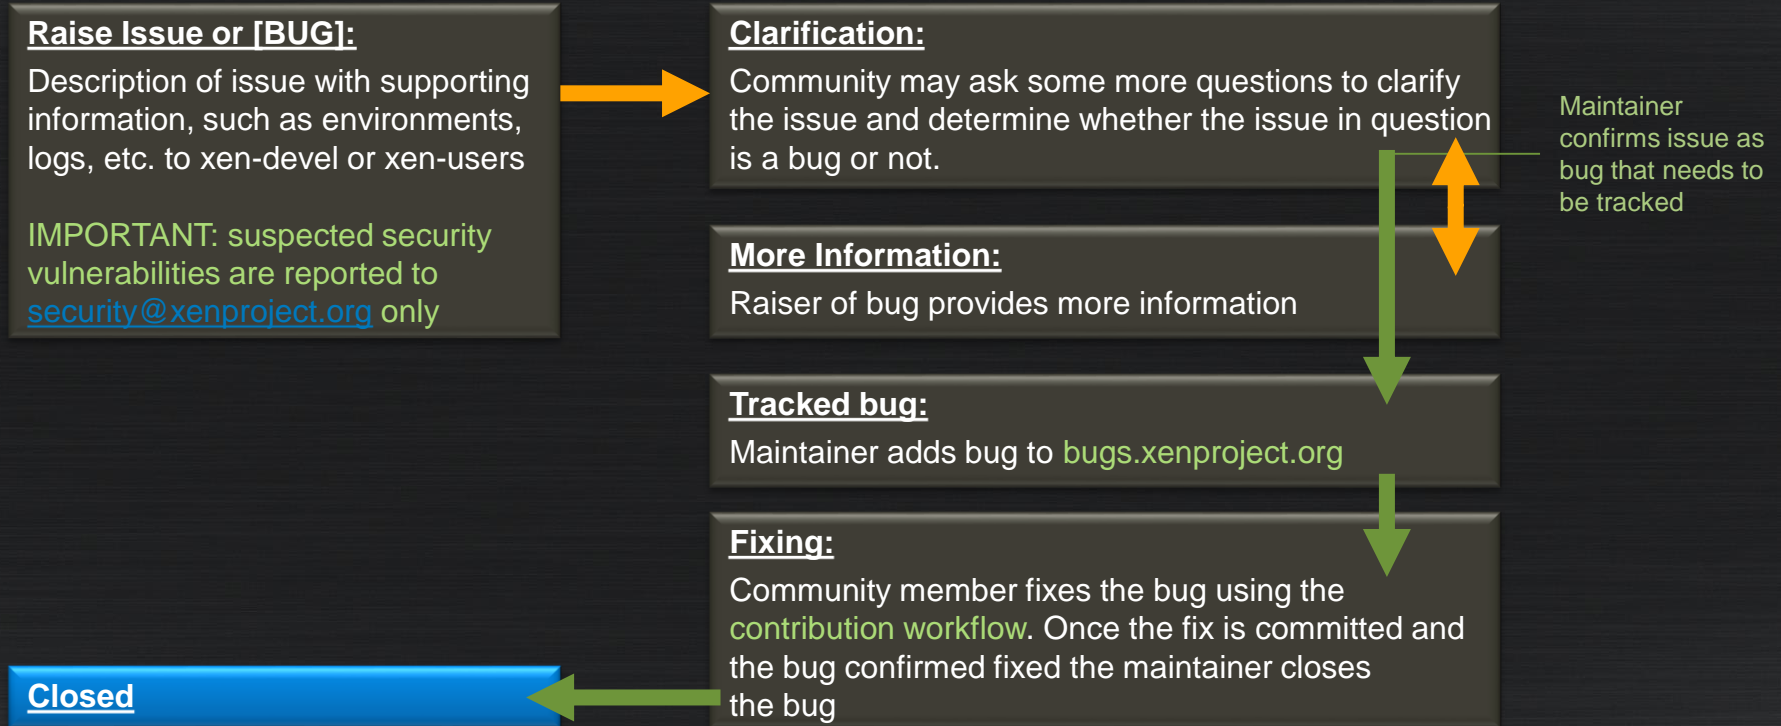 Raise Issue or [BUG]:
Description of issue with supporting
information, such as environments,
logs, etc. to xen-devel or xen-users
IMPORTANT: suspected security
vulnerabilities are reported to
security@xenproject.org only
Clarification:
Community may ask some more questions to clarify
the issue and determine whether the issue in question
is a bug or not.
Maintainer
confirms issue as
bug that needs to
be tracked
More Information:
Raiser of bug provides more information
Tracked bug:
Maintainer adds bug to bugs.xenproject.org
Fixing:
Community member fixes the bug using the
contribution workflow. Once the fix is committed and
the bug confirmed fixed the maintainer closes
the bug
Closed